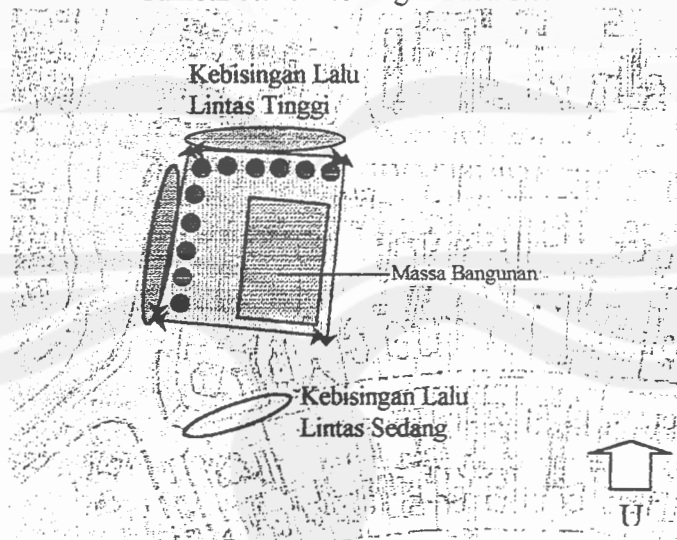 Kebisingan Lalu
Lintas Tinggi
Massa Bangunan
Kebisingan Lalu
Lintas Sedang
U